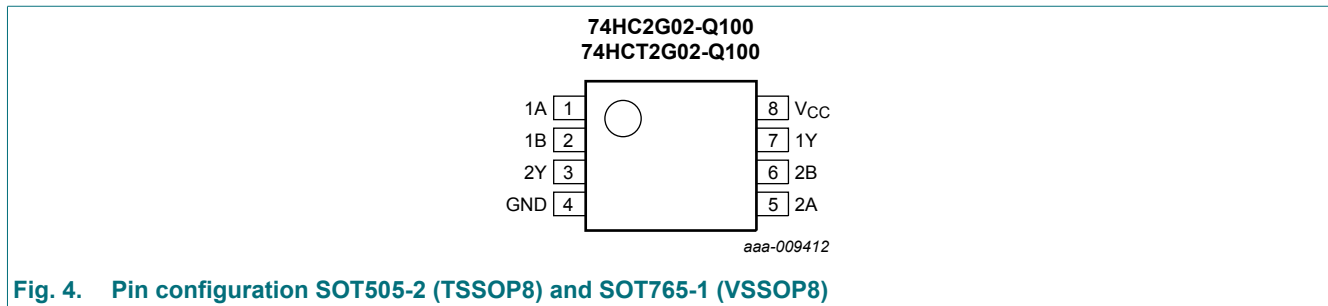 74HC2G02-Q100
74HCT2G02-Q100
1A 1
8 VCC
1B 2
7 1Y
2Y 3
6 2B
GND 4
5 2A
aaa-009412
Fig. 4. Pin configuration SOT505-2 (TSSOP8) and SOT765-1 (VSSOP8)